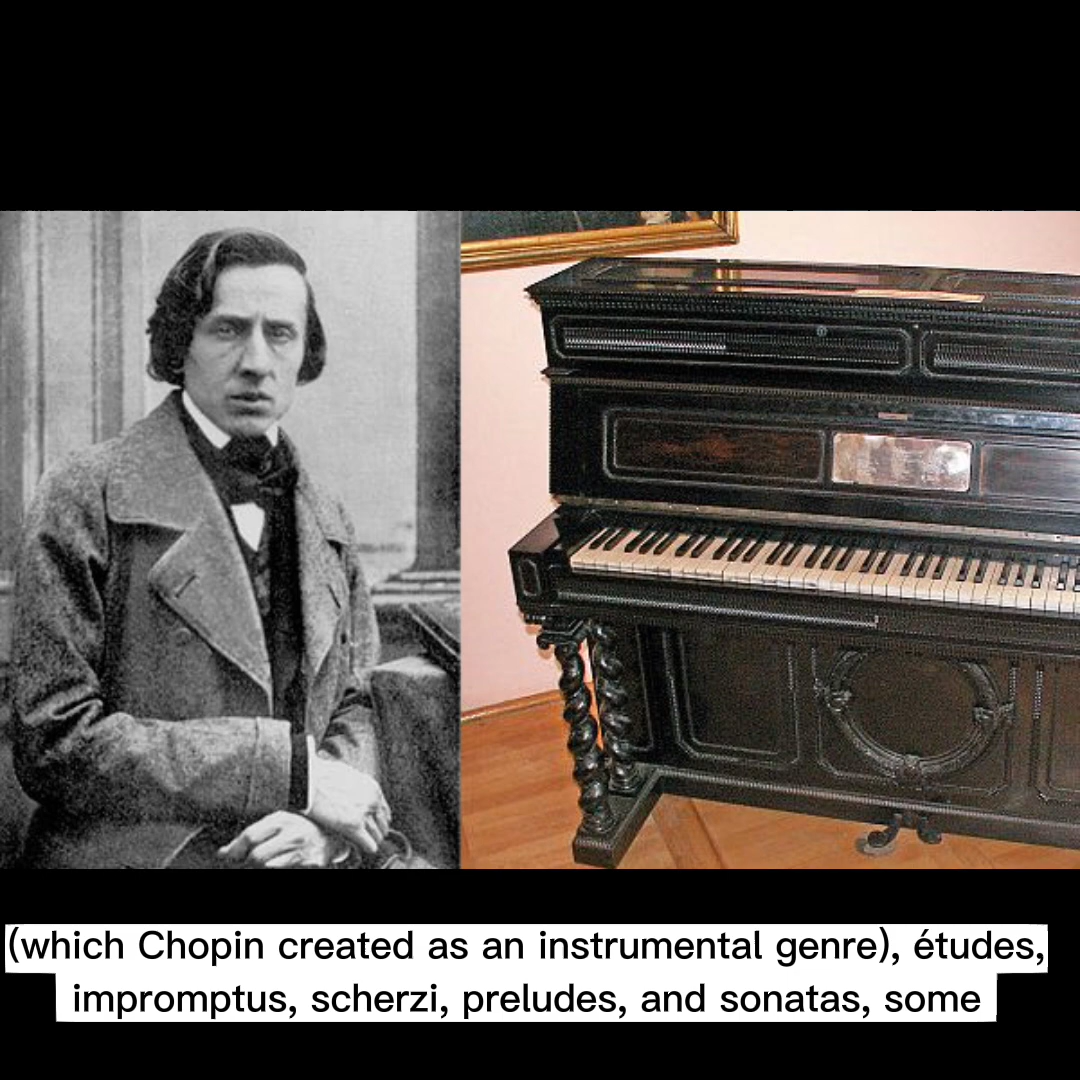 (which Chopin created as an instrumental genre), études,
impromptus, scherzi, preludes, and sonatas, some